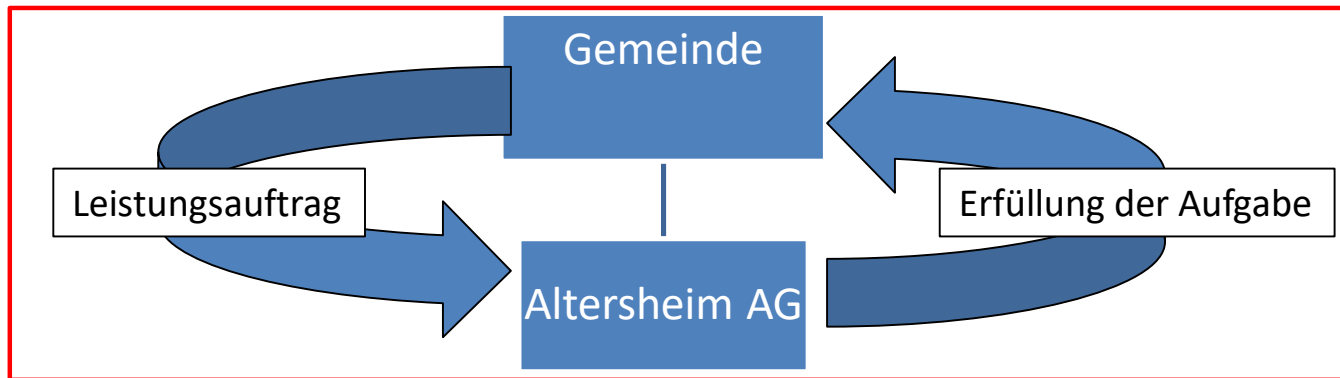 Gemeinde
Leistungsauftrag
Erfüllung der Aufgabe
Altersheim AG